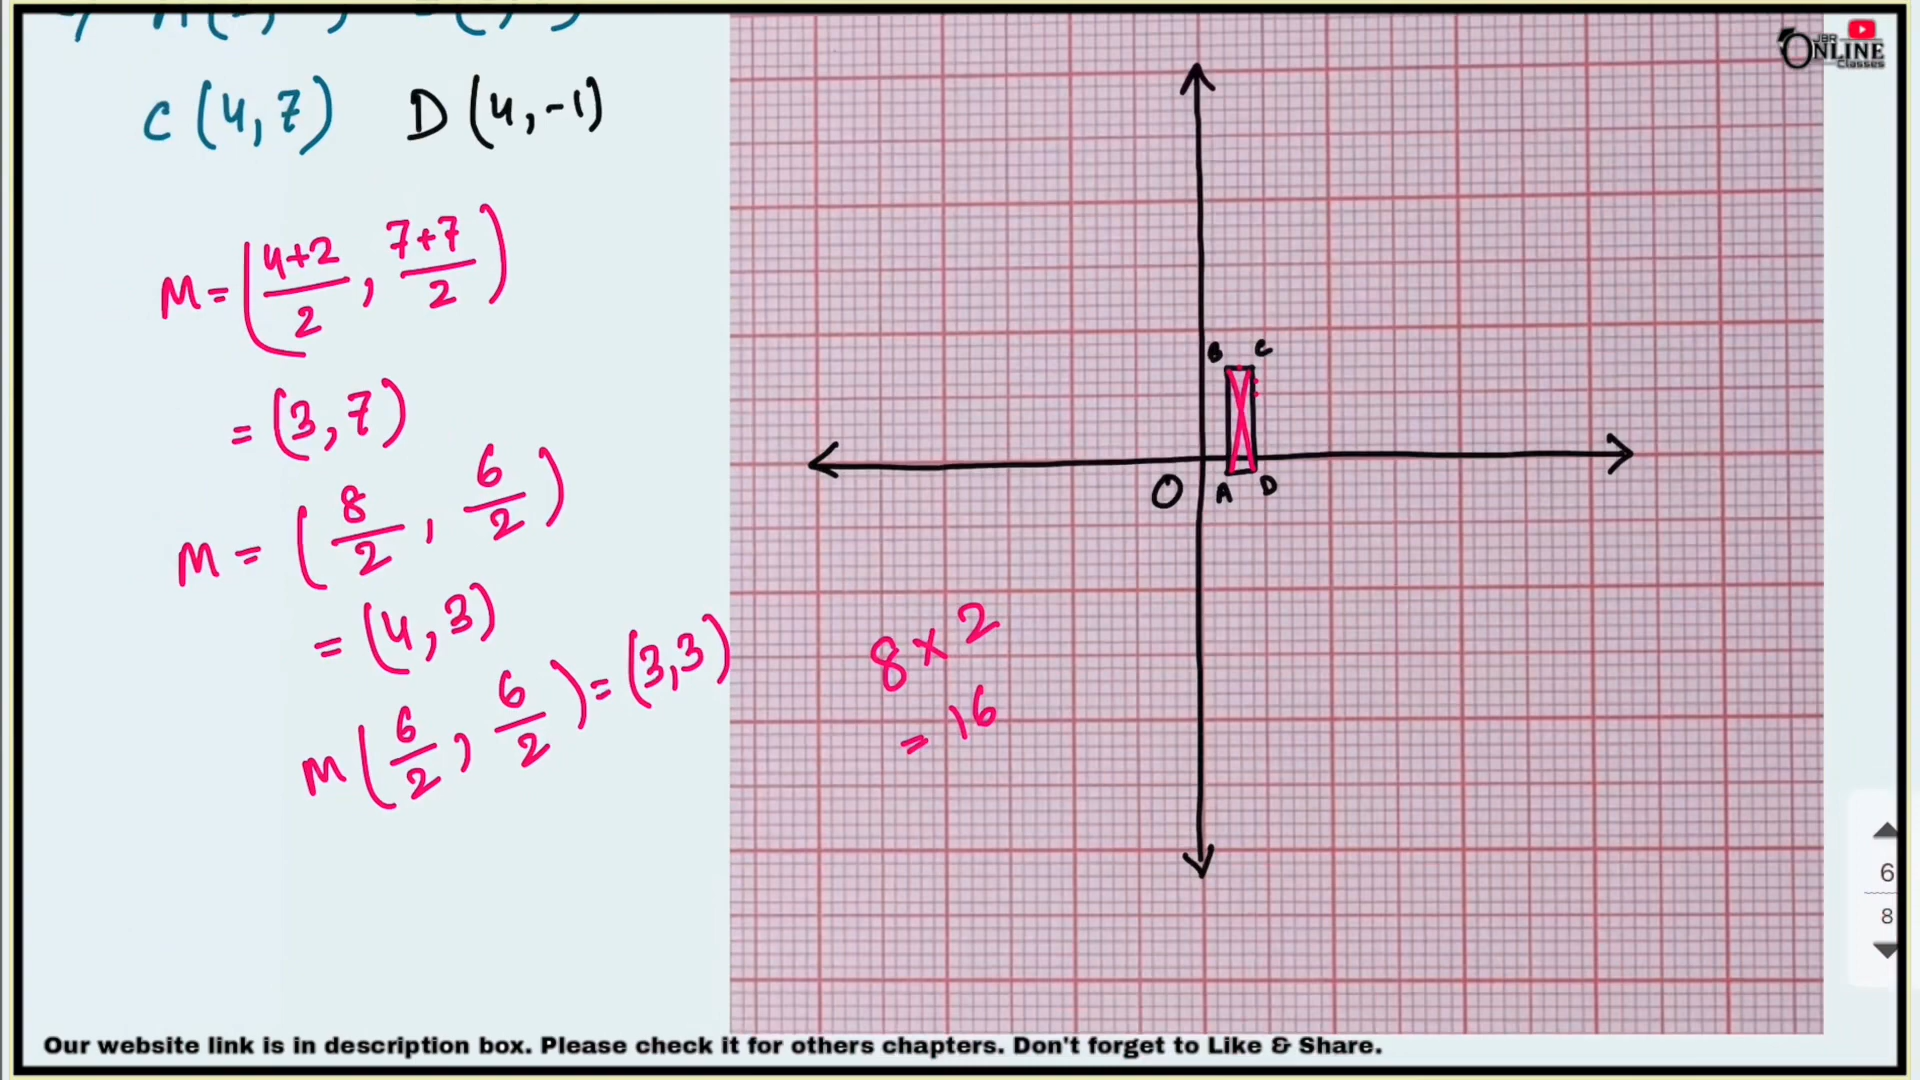 C (4, 7) D (4, -1)
M = (4+2/2, 7+7/2)
= (3, 7)
M = (8/2, 6/2)
= (4, 3)
M (6/2, 6/2) = (3,3)
8 × 2
= 16
B C
O A D
JBR
ONLINE
Classes
6
8
Our website link is in description box. Please check it for others chapters. Don't forget to Like & Share.